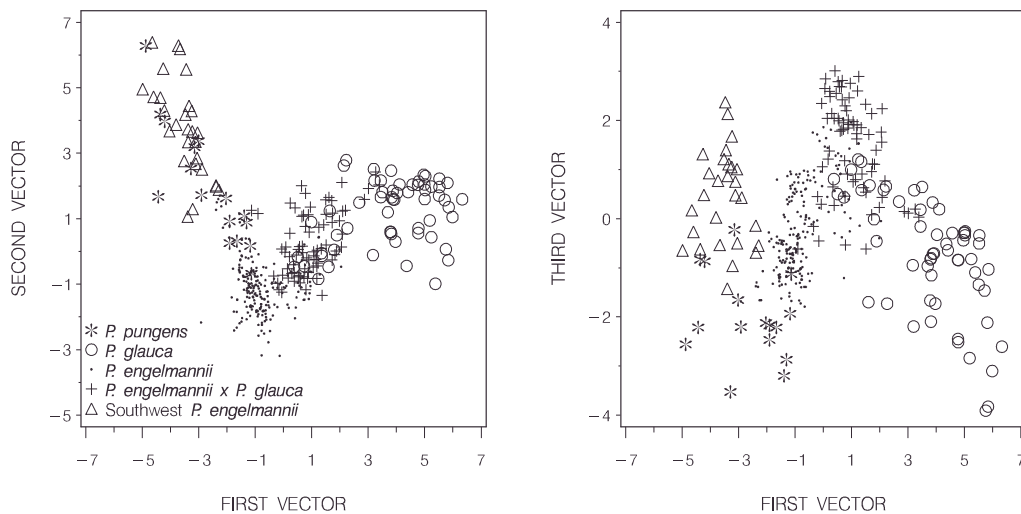 7
5
3
1
−1
−3
−5
SECOND VECTOR
P. pungens
P. glauca
P. engelmannii
P. engelmannii x P. glauca
Southwest P. engelmannii
−7 −5 −3 −1 1 3 5 7
FIRST VECTOR
4
2
0
−2
−4
THIRD VECTOR
−7 −5 −3 −1 1 3 5 7
FIRST VECTOR